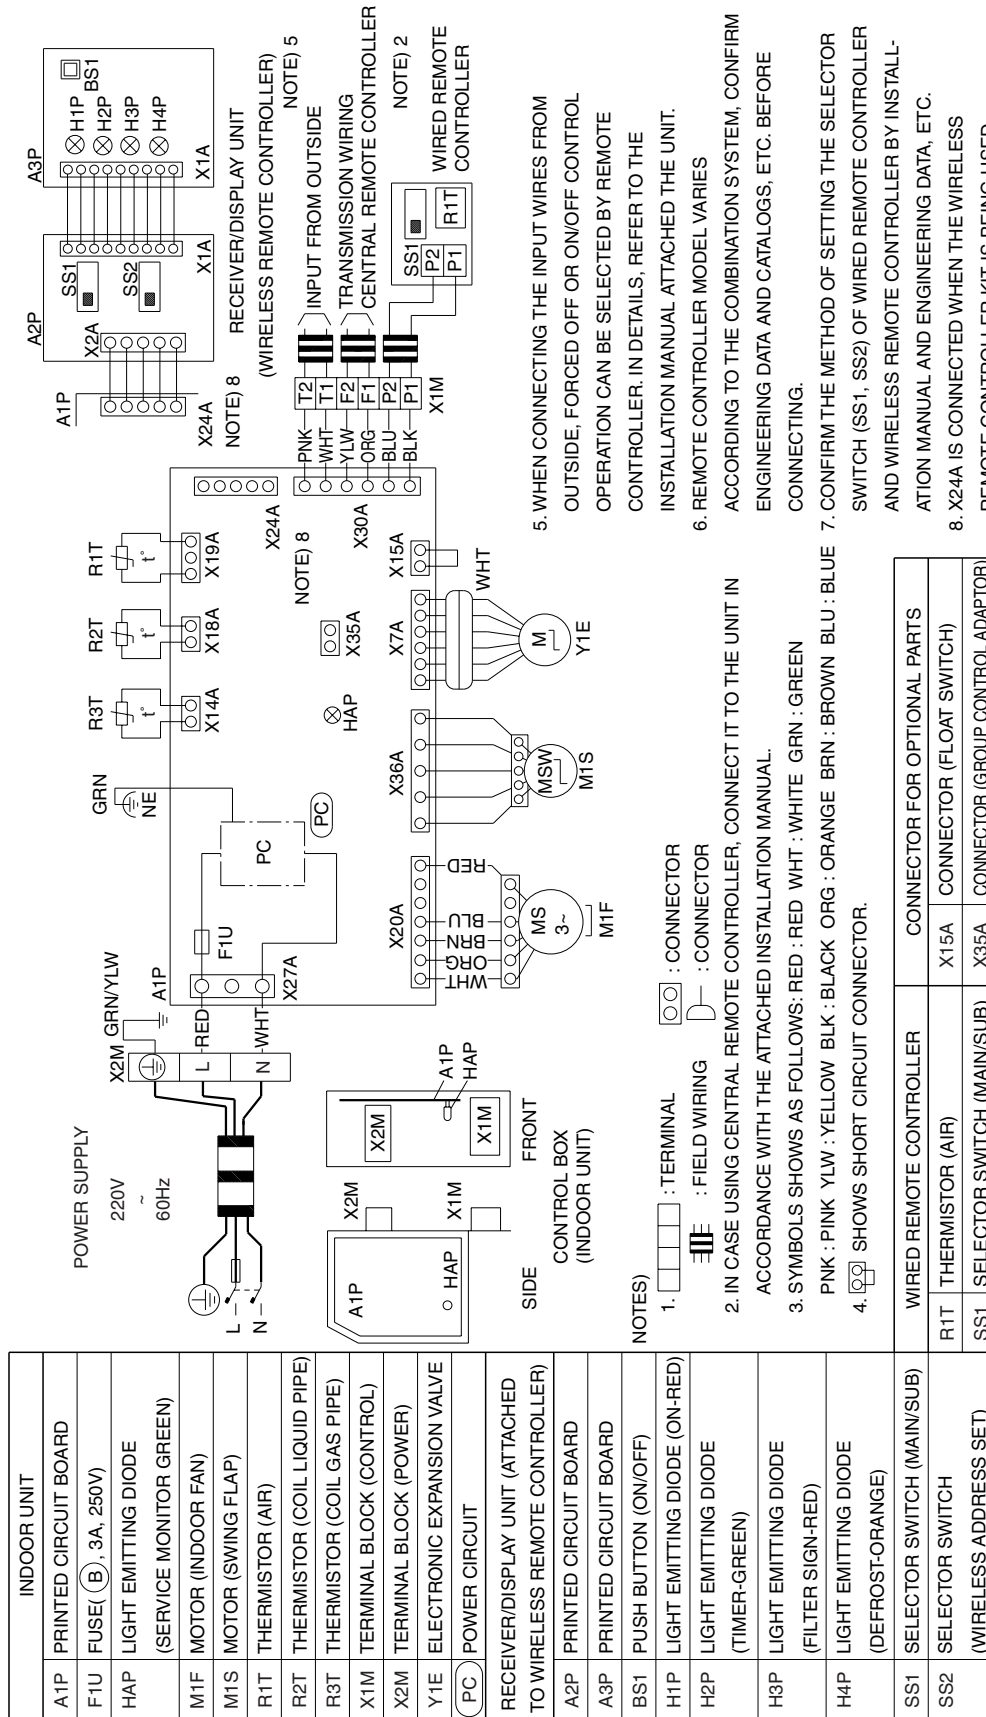 INDOOR UNIT
A1P PRINTED CIRCUIT BOARD
F1U FUSE( B , 3A, 250V)
HAP LIGHT EMITTING DIODE
(SERVICE MONITOR GREEN)
M1F MOTOR (INDOOR FAN)
M1S MOTOR (SWING FLAP)
R1T THERMISTOR (AIR)
R2T THERMISTOR (COIL LIQUID PIPE)
R3T THERMISTOR (COIL GAS PIPE)
X1M TERMINAL BLOCK (CONTROL)
X2M TERMINAL BLOCK (POWER)
Y1E ELECTRONIC EXPANSION VALVE
PC POWER CIRCUIT
RECEIVER/DISPLAY UNIT (ATTACHED
TO WIRELESS REMOTE CONTROLLER)
A2P PRINTED CIRCUIT BOARD
A3P PRINTED CIRCUIT BOARD
BS1 PUSH BUTTON (ON/OFF)
H1P LIGHT EMITTING DIODE (ON-RED)
H2P LIGHT EMITTING DIODE
(TIMER-GREEN)
H3P LIGHT EMITTING DIODE
(FILTER SIGN-RED)
H4P LIGHT EMITTING DIODE
(DEFROST-ORANGE)
SS1 SELECTOR SWITCH (MAIN/SUB)
SS2 SELECTOR SWITCH
(WIRELESS ADDRESS SET)
WIRED REMOTE CONTROLLER
R1T THERMISTOR (AIR)
SS1 SELECTOR SWITCH (MAIN/SUB)
CONNECTOR FOR OPTIONAL PARTS
X15A CONNECTOR (FLOAT SWITCH)
X35A CONNECTOR (GROUP CONTROL ADAPTOR)
POWER SUPPLY
220V
~
60Hz
L
N
X2M
GRN/YLW
A1P
L
N
RED
WHT
X27A
F1U
PC
PC
GRN
NE
R3T
t°
X14A
R2T
t°
X18A
R1T
t°
X19A
HAP
X35A
X24A
NOTE) 8
X30A
X15A
WHT
X7A
M
Y1E
X36A
MSW
M1S
X20A
WHT
ORG
BRN
BLU
RED
MS
3~
M1F
A1P
X24A
NOTE) 8
A2P
X2A
SS1
SS2
X1A
A3P
BS1
H1P
H2P
H3P
H4P
X1A
RECEIVER/DISPLAY UNIT
(WIRELESS REMOTE CONTROLLER)
PNK T2
WHT T1
YLW F2
ORG F1
BLU P2
BLK P1
X1M
INPUT FROM OUTSIDE
NOTE) 5
TRANSMISSION WIRING
CENTRAL REMOTE CONTROLLER
NOTE) 2
SS1
P2
P1
R1T
WIRED REMOTE
CONTROLLER
A1P
HAP
X2M
X1M
SIDE
X2M
X1M
A1P
HAP
FRONT
CONTROL BOX
(INDOOR UNIT)
NOTES)
1. : TERMINAL : CONNECTOR
: FIELD WIRING : CONNECTOR
2. IN CASE USING CENTRAL REMOTE CONTROLLER, CONNECT IT TO THE UNIT IN
ACCORDANCE WITH THE ATTACHED INSTALLATION MANUAL.
3. SYMBOLS SHOWS AS FOLLOWS: RED : RED WHT : WHITE GRN : GREEN
PNK : PINK YLW : YELLOW BLK : BLACK ORG : ORANGE BRN : BROWN BLU : BLUE
4. SHOWS SHORT CIRCUIT CONNECTOR.
5. WHEN CONNECTING THE INPUT WIRES FROM
OUTSIDE, FORCED OFF OR ON/OFF CONTROL
OPERATION CAN BE SELECTED BY REMOTE
CONTROLLER. IN DETAILS, REFER TO THE
INSTALLATION MANUAL ATTACHED THE UNIT.
6. REMOTE CONTROLLER MODEL VARIES
ACCORDING TO THE COMBINATION SYSTEM, CONFIRM
ENGINEERING DATA AND CATALOGS, ETC. BEFORE
CONNECTING.
7. CONFIRM THE METHOD OF SETTING THE SELECTOR
SWITCH (SS1, SS2) OF WIRED REMOTE CONTROLLER
AND WIRELESS REMOTE CONTROLLER BY INSTALL-
ATION MANUAL AND ENGINEERING DATA, ETC.
8. X24A IS CONNECTED WHEN THE WIRELESS
REMOTE CONTROLLER KIT IS BEING USED